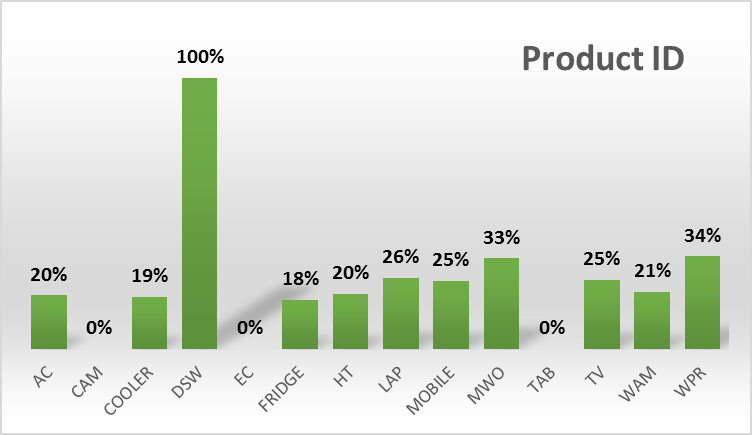 Product ID
100%
20%
0%
19%
0%
18%
20%
26%
25%
33%
0%
25%
21%
34%
AC
CAM
COOLER
DSW
EC
FRIDGE
HT
LAP
MOBILE
MWO
TAB
TV
WAM
WPR